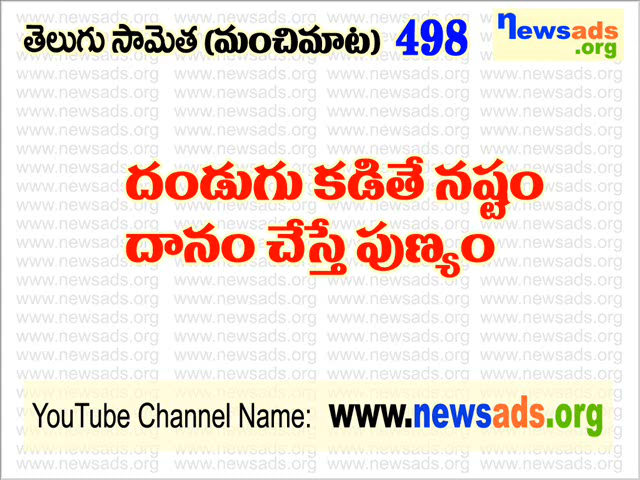 తెలుగు సామెత (మంచిమాట) 498
newsads
.org
దండుగు కడితే నష్టం
దానం చేస్తే పుణ్యం
YouTube Channel Name: www.newsads.org